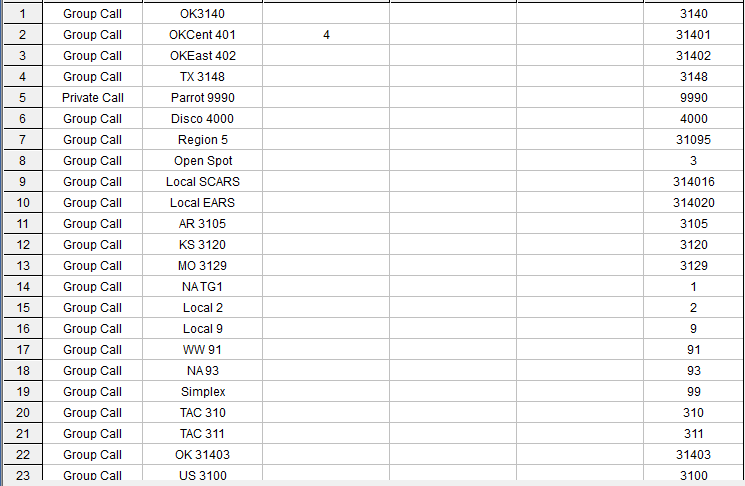 1 Group Call OK3140 3140
2 Group Call OKCent 401 4 31401
3 Group Call OKEast 402 31402
4 Group Call TX 3148 3148
5 Private Call Parrot 9990 9990
6 Group Call Disco 4000 4000
7 Group Call Region 5 31095
8 Group Call Open Spot 3
9 Group Call Local SCARS 314016
10 Group Call Local EARS 314020
11 Group Call AR 3105 3105
12 Group Call KS 3120 3120
13 Group Call MO 3129 3129
14 Group Call NATG1 1
15 Group Call Local 2 2
16 Group Call Local 9 9
17 Group Call WW 91 91
18 Group Call NA93 93
19 Group Call Simplex 99
20 Group Call TAC 310 310
21 Group Call TAC 311 311
22 Group Call OK 31403 31403
23 Group Call US 3100 3100